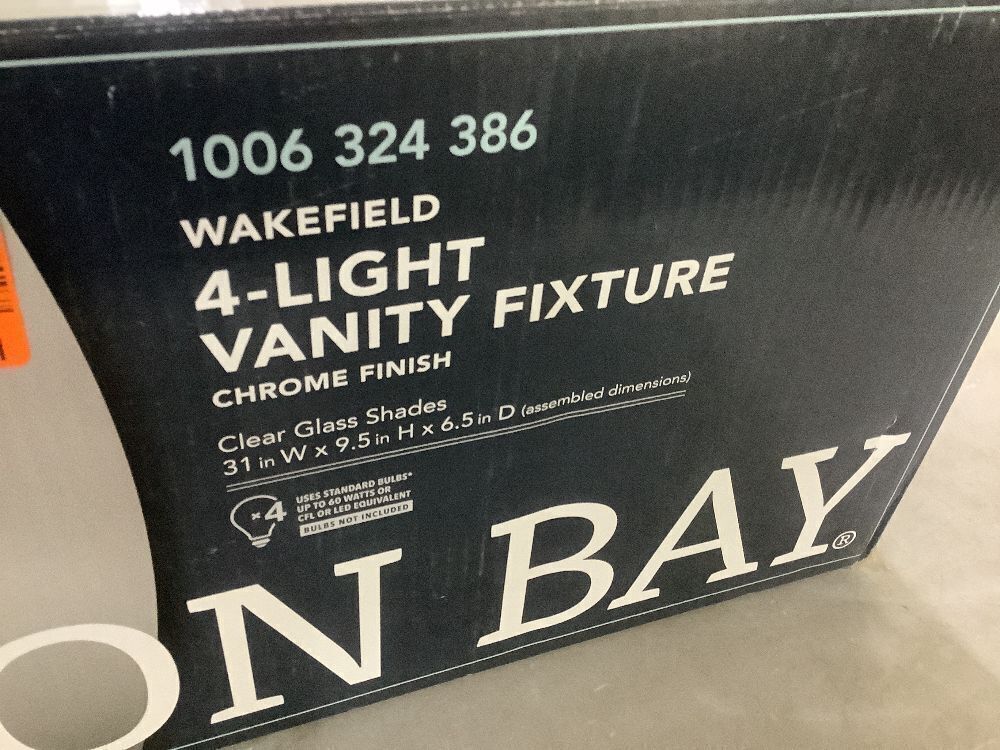 1006 324 386
WAKEFIELD
4-LIGHT
VANITY FIXTURE
CHROME FINISH
Clear Glass Shades
31 in W x 9.5 in H x 6.5 in D (assembled dimensions)
×4
USES STANDARD BULBS*
UP TO 60 WATTS OR
CFL OR LED EQUIVALENT
BULBS NOT INCLUDED
ON BAY®